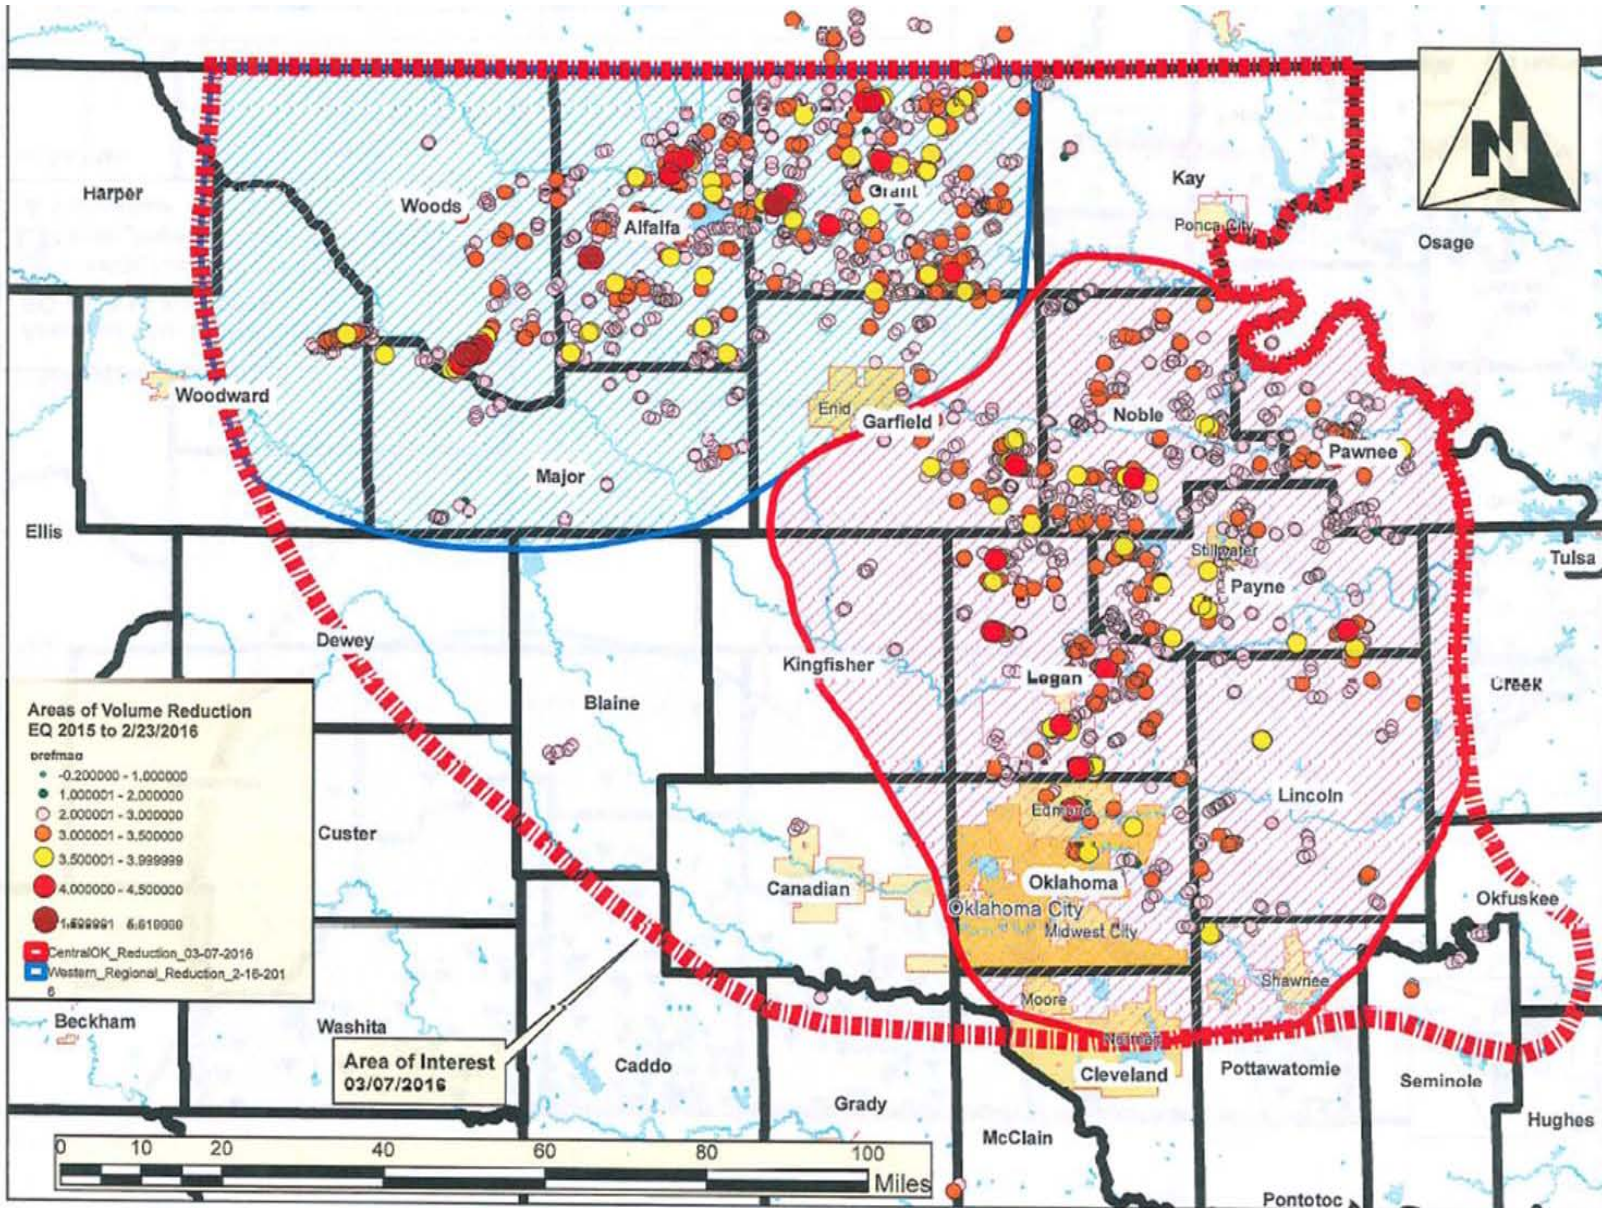 N
Harper
Woods
Alfalfa
Grant
Kay
Ponca City
Osage
Woodward
Enid
Garfield
Noble
Pawnee
Major
Ellis
Stillwater
Payne
Tulsa
Dewey
Kingfisher
Logan
Blaine
Creek
Areas of Volume Reduction
EQ 2015 to 2/23/2016
prefmag
-0.200000 - 1.000000
1.000001 - 2.000000
2.000001 - 3.000000
3.000001 - 3.500000
3.500001 - 3.999999
4.000000 - 4.500000
CentralOK_Reduction_03-07-2016
Western_Regional_Reduction_2-16-201
6
Custer
Lincoln
Edmond
Canadian
Oklahoma
Oklahoma City
Midwest City
Okfuskee
Shawnee
Moore
Beckham
Washita
Area of Interest
03/07/2016
Caddo
Norman
Cleveland
Pottawatomie
Seminole
Grady
McClain
Hughes
0 10 20 40 60 80 100
Miles
Pontotoc